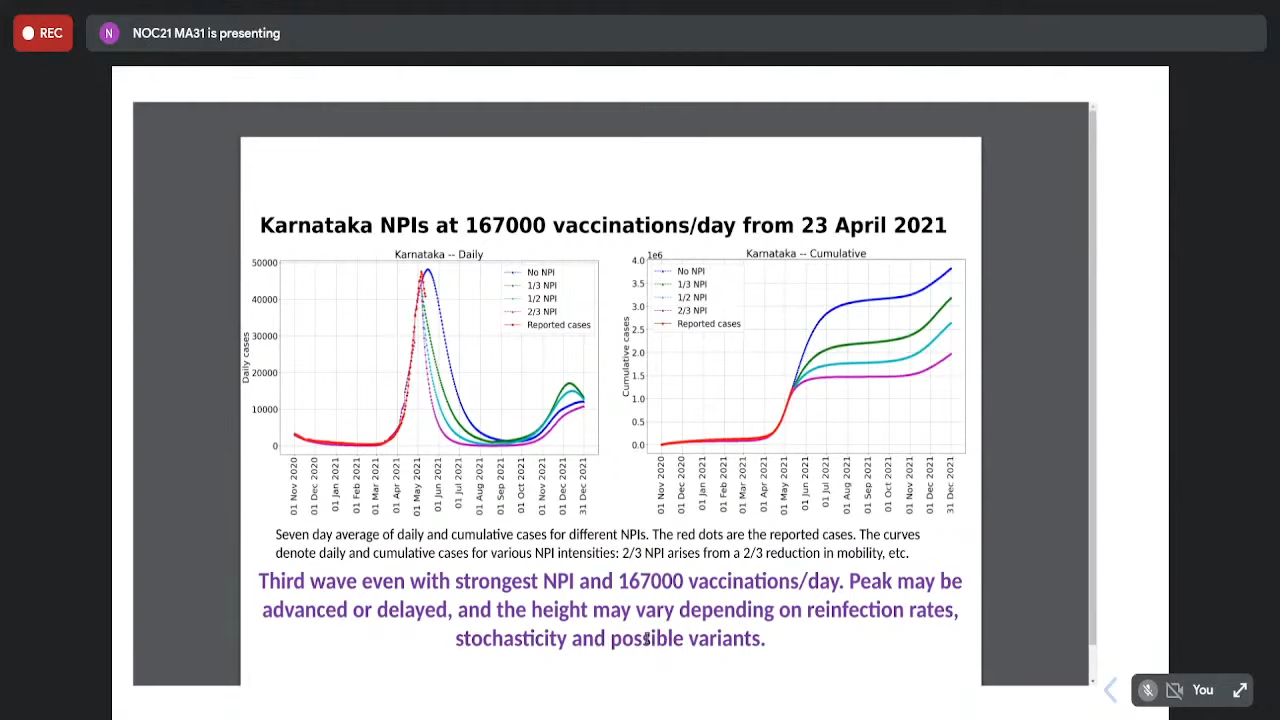 REC
N
NOC21 MA31 is presenting
Karnataka NPIs at 167000 vaccinations/day from 23 April 2021
Karnataka -- Daily
50000
40000
30000
20000
10000
0
Daily cases
No NPI
1/3 NPI
1/2 NPI
2/3 NPI
Reported cases
01 Nov 2020
01 Dec 2020
01 Jan 2021
01 Feb 2021
01 Mar 2021
01 Apr 2021
01 May 2021
01 Jun 2021
01 Jul 2021
01 Aug 2021
01 Sep 2021
01 Oct 2021
01 Nov 2021
01 Dec 2021
31 Dec 2021
Karnataka -- Cumulative
1e6
4.0
3.5
3.0
2.5
2.0
1.5
1.0
0.5
0.0
Cumulative cases
No NPI
1/3 NPI
1/2 NPI
2/3 NPI
Reported cases
01 Nov 2020
01 Dec 2020
01 Jan 2021
01 Feb 2021
01 Mar 2021
01 Apr 2021
01 May 2021
01 Jun 2021
01 Jul 2021
01 Aug 2021
01 Sep 2021
01 Oct 2021
01 Nov 2021
01 Dec 2021
31 Dec 2021
Seven day average of daily and cumulative cases for different NPIs. The red dots are the reported cases. The curves
denote daily and cumulative cases for various NPI intensities: 2/3 NPI arises from a 2/3 reduction in mobility, etc.
Third wave even with strongest NPI and 167000 vaccinations/day. Peak may be
advanced or delayed, and the height may vary depending on reinfection rates,
stochasticity and possible variants.
You